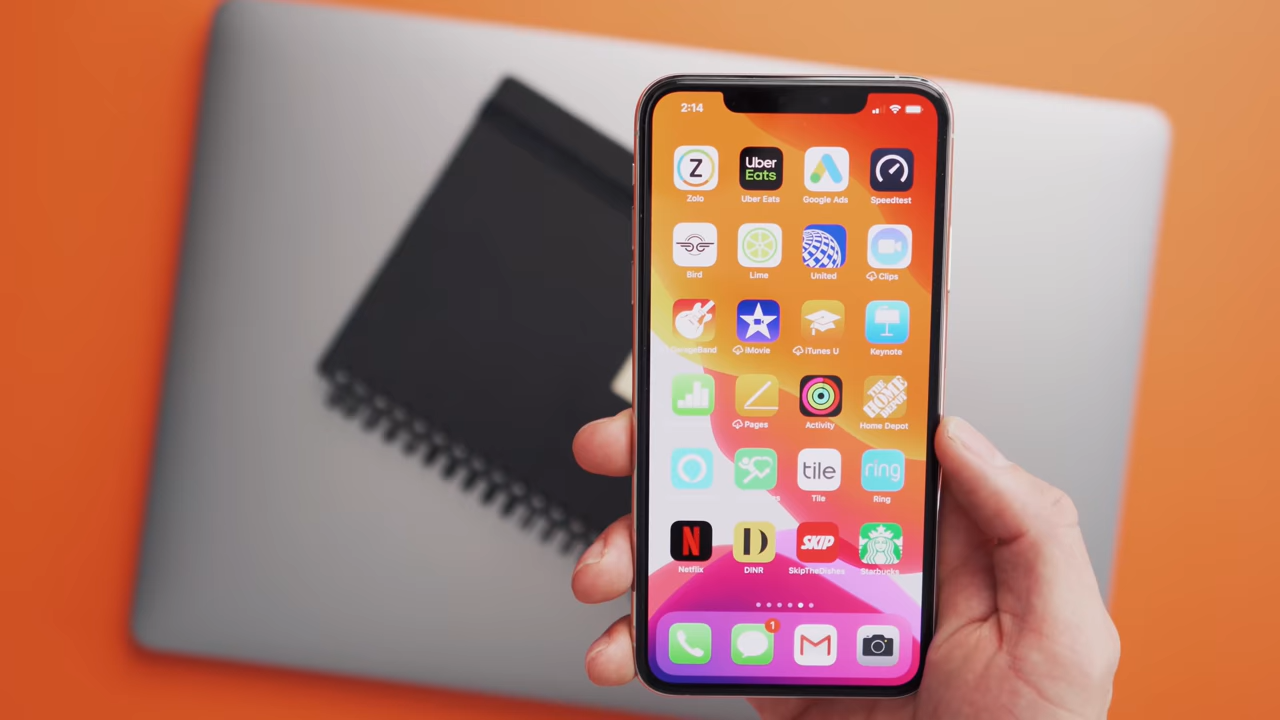 2:14
Z
Uber Eats
Zolo
Uber Eats
Google Ads
Speedtest
Bird
Lime
United
Clips
GarageBand
iMovie
iTunes U
Keynote
THE HOME DEPOT
Pages
Activity
Home Depot
tile
ring
Tile
Ring
N
D
SKIP
Netflix
DINR
SkipTheDishes
Starbucks
1